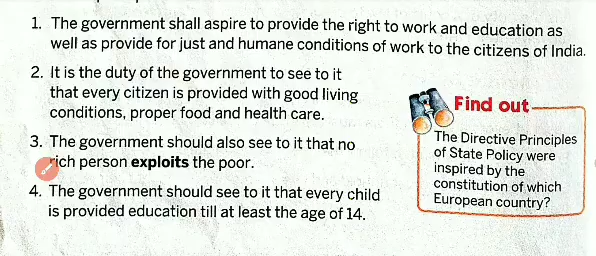 1. The government shall aspire to provide the right to work and education as
well as provide for just and humane conditions of work to the citizens of India.
2. It is the duty of the government to see to it
that every citizen is provided with good living
conditions, proper food and health care.
3. The government should also see to it that no
rich person exploits the poor.
4. The government should see to it that every child
is provided education till at least the age of 14.
Find out
The Directive Principles
of State Policy were
inspired by the
constitution of which
European country?